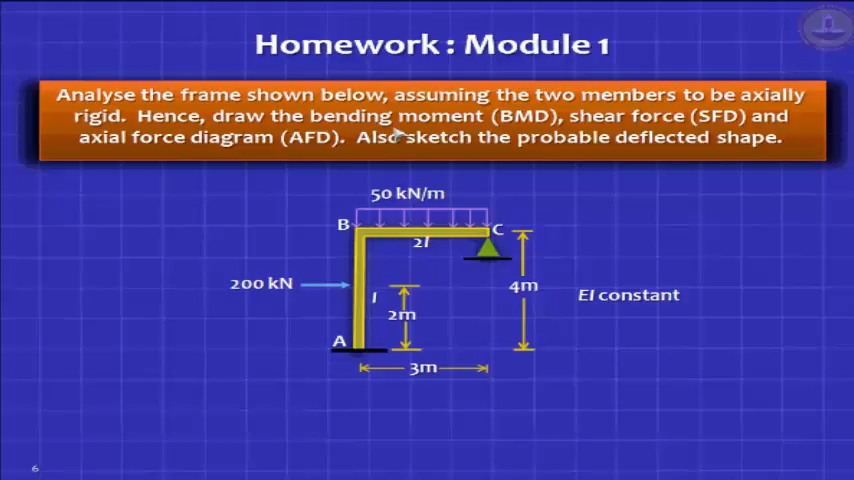 Homework : Module 1
Analyse the frame shown below, assuming the two members to be axially
rigid. Hence, draw the bending moment (BMD), shear force (SFD) and
axial force diagram (AFD). Also sketch the probable deflected shape.
50 kN/m
B
C
2I
200 kN
I
4m
EI constant
2m
A
3m
6